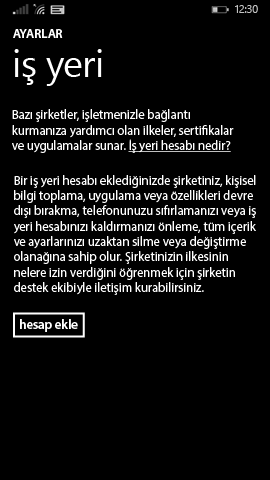 12:30
AYARLAR
iş yeri
Bazı şirketler, işletmenizle bağlantı
kurmanıza yardımcı olan ilkeler, sertifikalar
ve uygulamalar sunar. İş yeri hesabı nedir?
Bir iş yeri hesabı eklediğinizde şirketiniz, kişisel
bilgi toplama, uygulama veya özellikleri devre
dışı bırakma, telefonunuzu sıfırlamanızı veya iş
yeri hesabınızı kaldırmanızı önleme, tüm içerik
ve ayarlarınızı uzaktan silme veya değiştirme
olanağına sahip olur. Şirketinizin ilkesinin
nelere izin verdiğini öğrenmek için şirketin
destek ekibiyle iletişim kurabilirsiniz.
hesap ekle